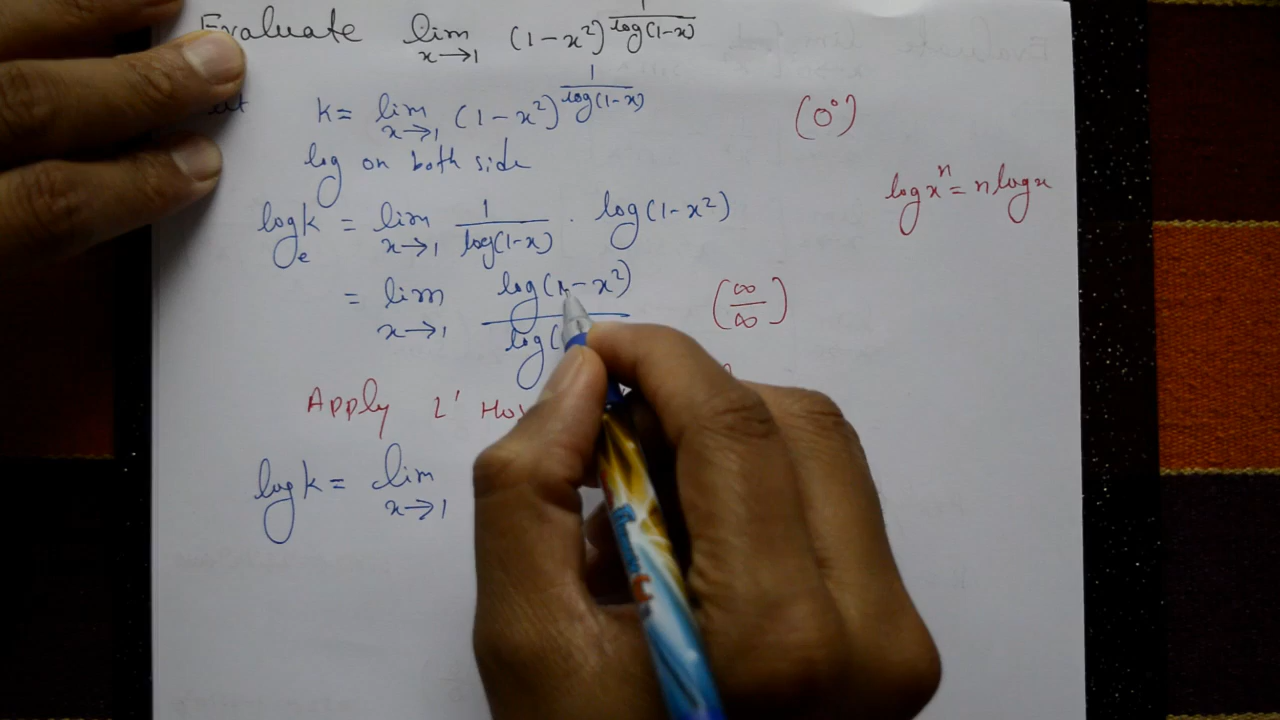 Evaluate lim x→1 (1-x²)^(1/log(1-x))
k = lim x→1 (1-x²)^(1/log(1-x)) (0⁰)
log on both side
log x^n = n log x
log_e k = lim x→1 1/log(1-x) · log(1-x²)
= lim x→1 log(1-x²)/log( (∞/∞)
Apply L'
log k = lim x→1